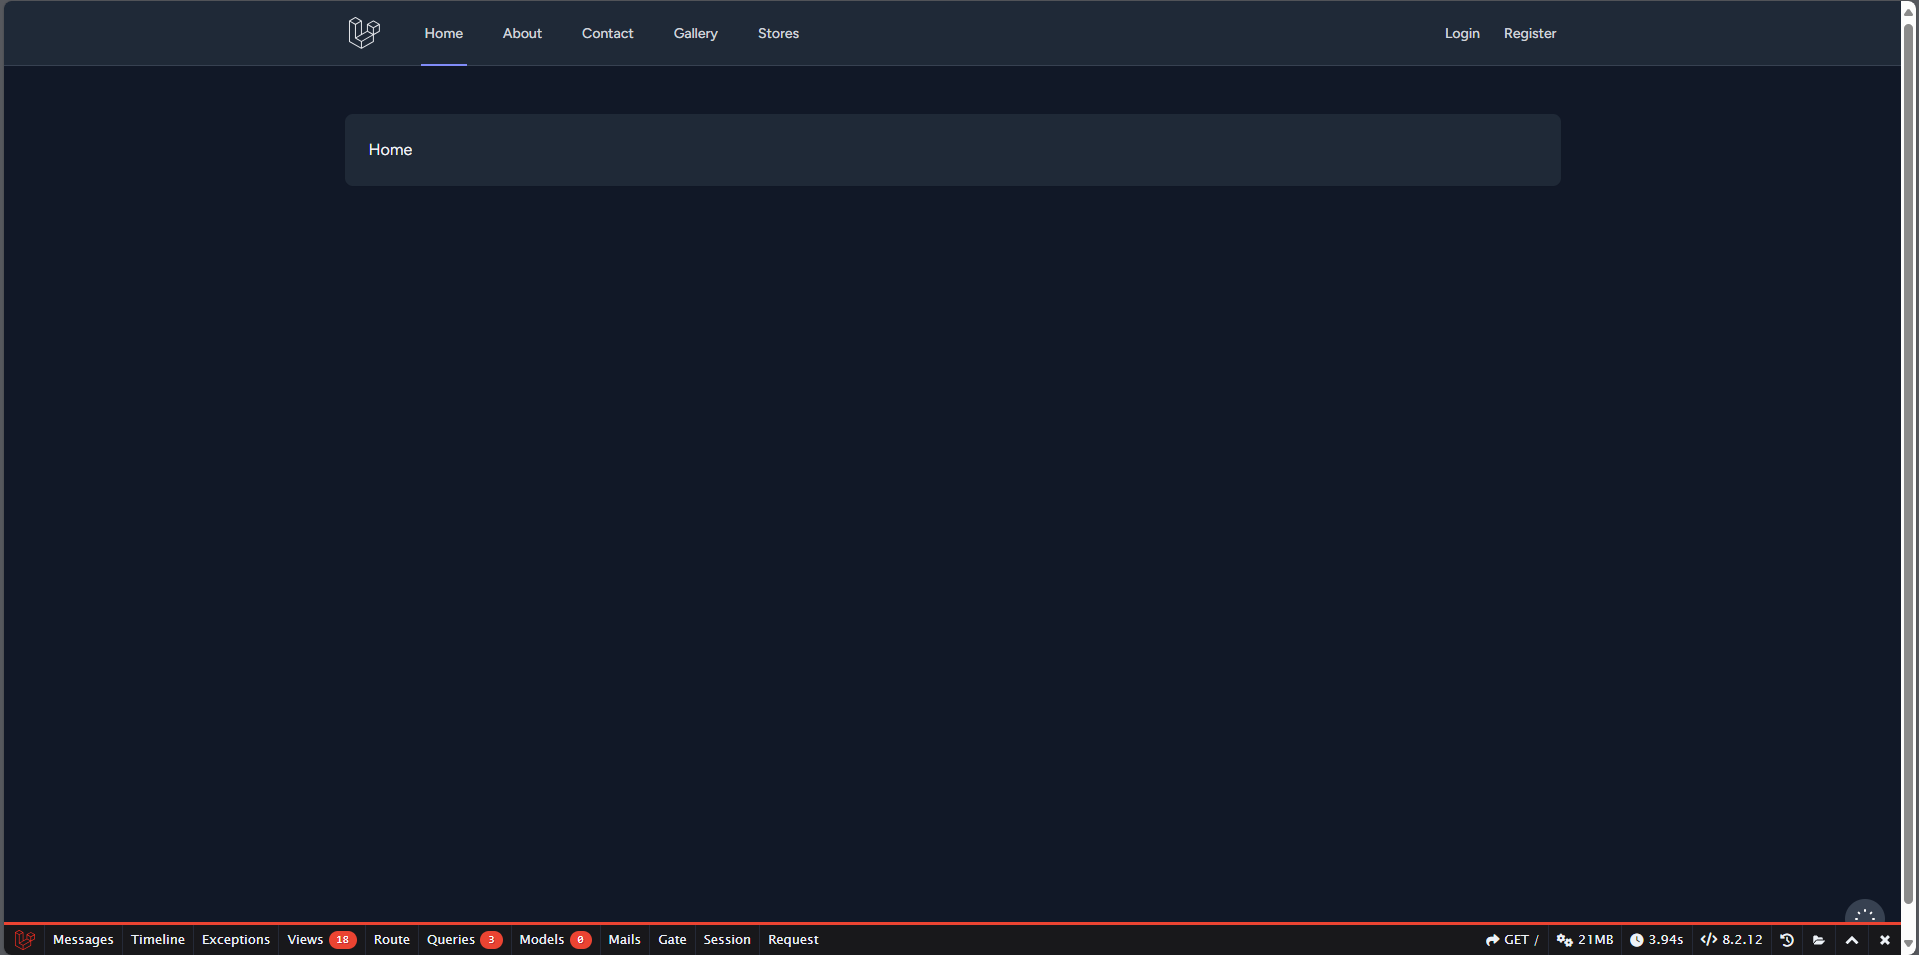 Home About Contact Gallery Stores Login Register
Home
Messages Timeline Exceptions Views 18 Route Queries 3 Models 0 Mails Gate Session Request GET / 21MB 3.94s 8.2.12